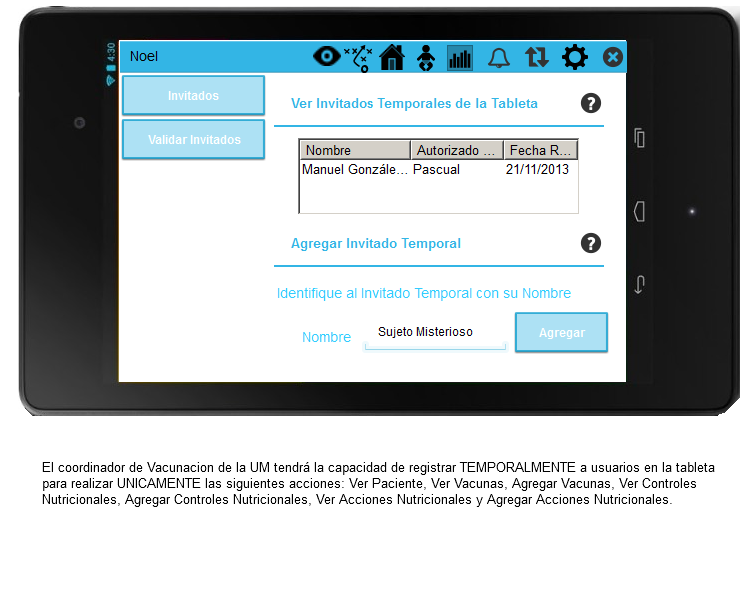 4:30
Noel
Invitados
Validar Invitados
Ver Invitados Temporales de la Tableta
?
Nombre Autorizado ... Fecha R...
Manuel Gonzále... Pascual 21/11/2013
Agregar Invitado Temporal
?
Identifique al Invitado Temporal con su Nombre
Nombre Sujeto Misterioso Agregar
El coordinador de Vacunacion de la UM tendrá la capacidad de registrar TEMPORALMENTE a usuarios en la tableta
para realizar UNICAMENTE las siguientes acciones: Ver Paciente, Ver Vacunas, Agregar Vacunas, Ver Controles
Nutricionales, Agregar Controles Nutricionales, Ver Acciones Nutricionales y Agregar Acciones Nutricionales.